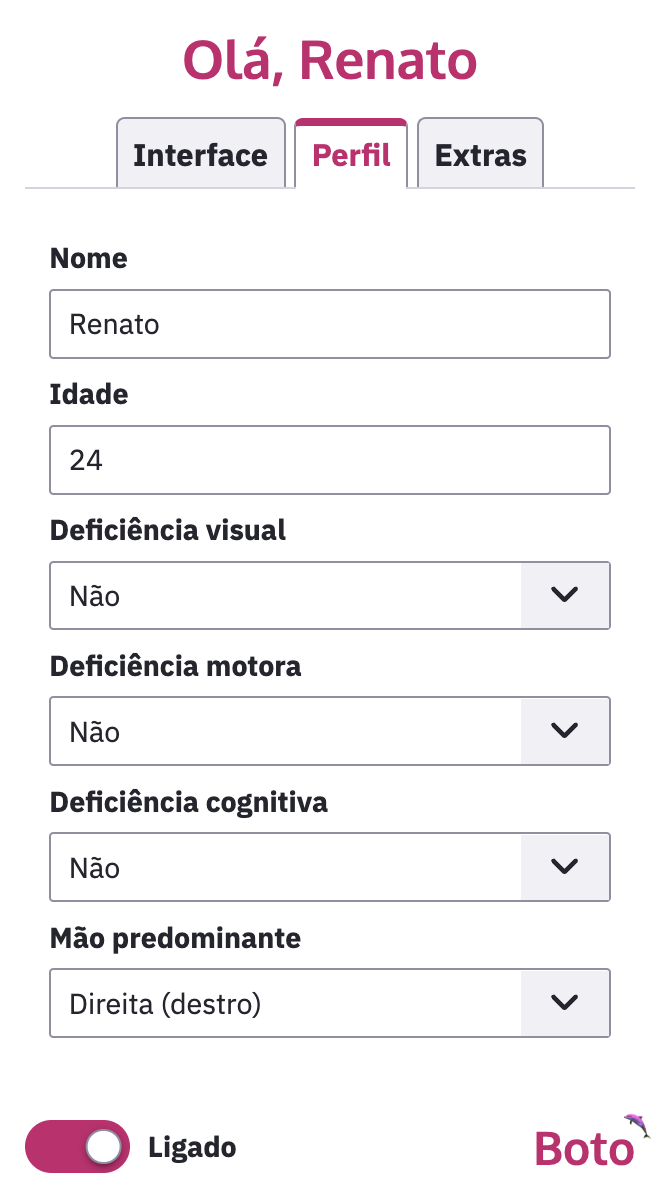 Olá, Renato
Interface Perfil Extras
Nome
Renato
Idade
24
Deficiência visual
Não
Deficiência motora
Não
Deficiência cognitiva
Não
Mão predominante
Direita (destro)
Ligado Boto